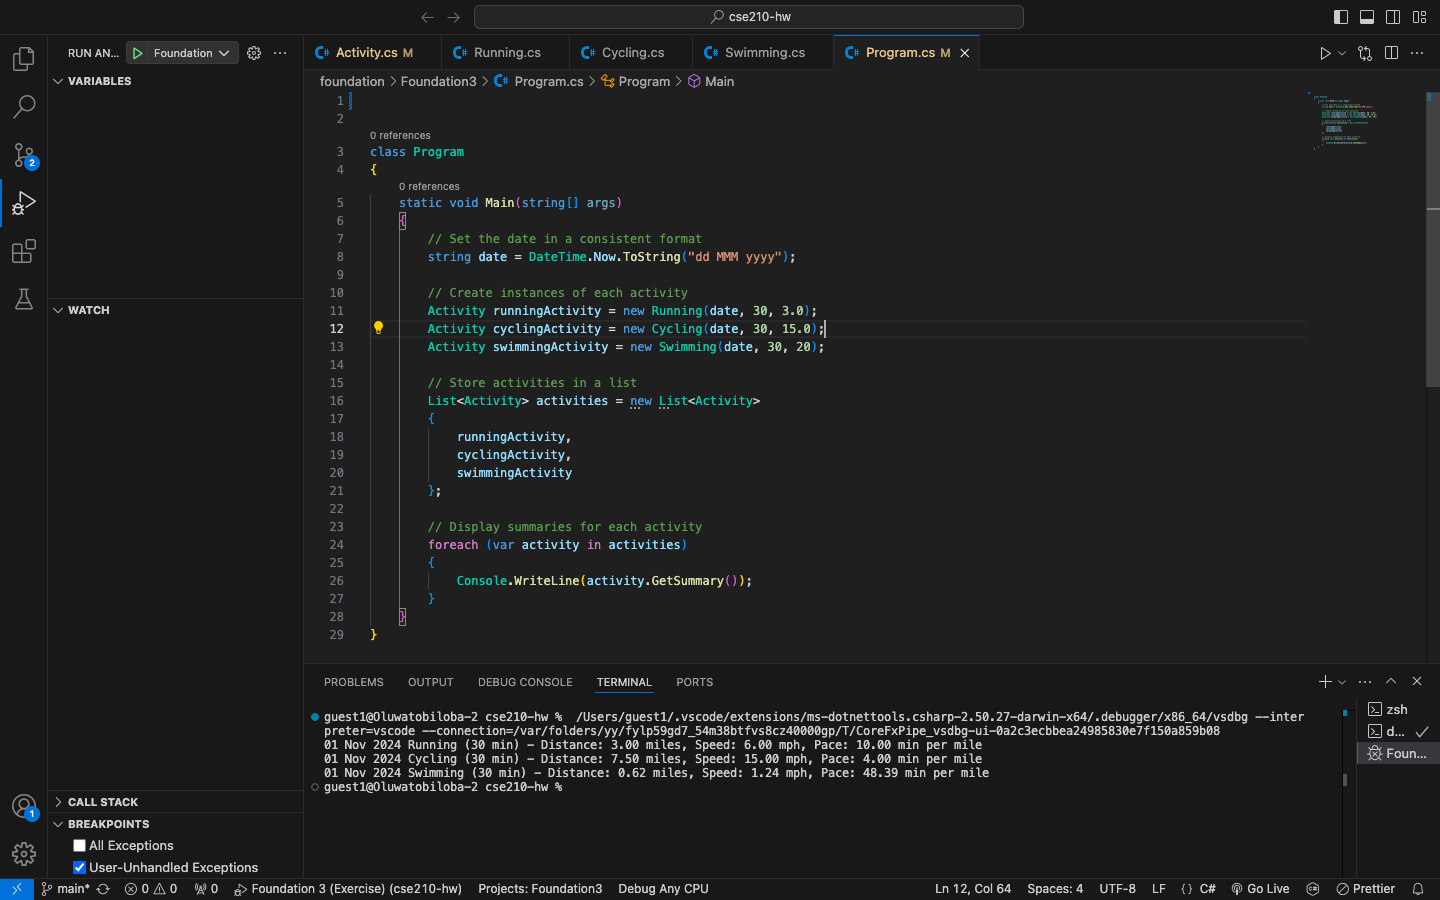 cse210-hw
RUN AN...
Foundation
Activity.cs M
Running.cs
Cycling.cs
Swimming.cs
Program.cs M
VARIABLES
foundation > Foundation3 > Program.cs > Program > Main
1
2
0 references
3 class Program
4 {
0 references
5 static void Main(string[] args)
6 {
7 // Set the date in a consistent format
8 string date = DateTime.Now.ToString("dd MMM yyyy");
9
10 // Create instances of each activity
11 Activity runningActivity = new Running(date, 30, 3.0);
12 Activity cyclingActivity = new Cycling(date, 30, 15.0);
13 Activity swimmingActivity = new Swimming(date, 30, 20);
14
15 // Store activities in a list
16 List<Activity> activities = new List<Activity>
17 {
18 runningActivity,
19 cyclingActivity,
20 swimmingActivity
21 };
22
23 // Display summaries for each activity
24 foreach (var activity in activities)
25 {
26 Console.WriteLine(activity.GetSummary());
27 }
28 }
29 }
2
WATCH
PROBLEMS OUTPUT DEBUG CONSOLE TERMINAL PORTS
guest1@Oluwatobiloba-2 cse210-hw % /Users/guest1/.vscode/extensions/ms-dotnettools.csharp-2.50.27-darwin-x64/.debugger/x86_64/vsdbg --inter
preter=vscode --connection=/var/folders/yy/fylp59gd7_54m38btfvs8cz40000gp/T/CoreFxPipe_vsdbg-ui-0a2c3ecbbea24985830e7f150a859b08
01 Nov 2024 Running (30 min) - Distance: 3.00 miles, Speed: 6.00 mph, Pace: 10.00 min per mile
01 Nov 2024 Cycling (30 min) - Distance: 7.50 miles, Speed: 15.00 mph, Pace: 4.00 min per mile
01 Nov 2024 Swimming (30 min) - Distance: 0.62 miles, Speed: 1.24 mph, Pace: 48.39 min per mile
guest1@Oluwatobiloba-2 cse210-hw %
zsh
d...
Foun...
CALL STACK
BREAKPOINTS
All Exceptions
User-Unhandled Exceptions
1
main* 0 0 0 Foundation 3 (Exercise) (cse210-hw) Projects: Foundation3 Debug Any CPU Ln 12, Col 64 Spaces: 4 UTF-8 LF {} C# Go Live Prettier